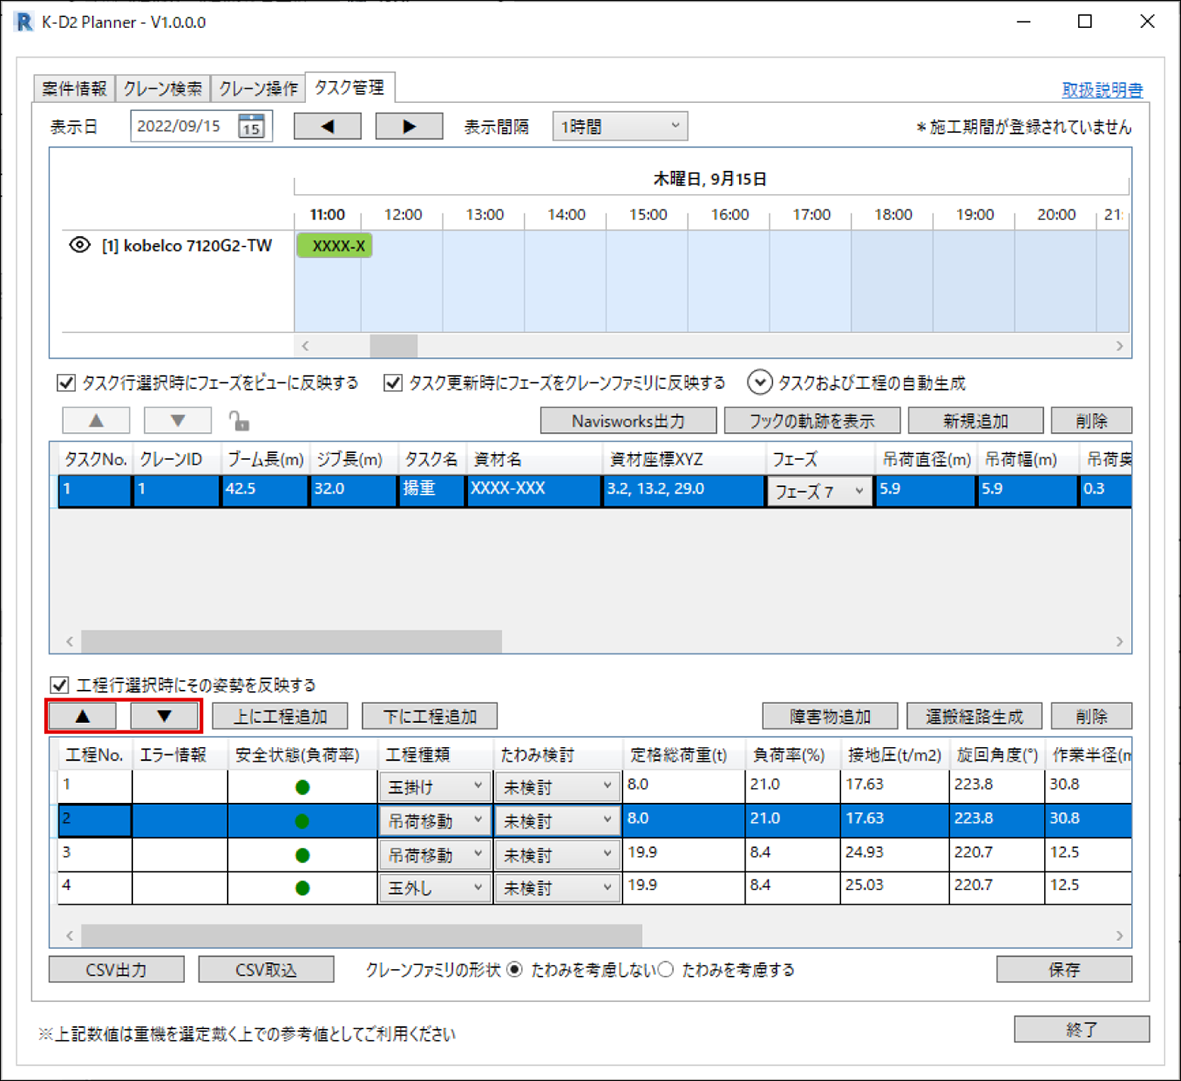 K-D2 Planner - V1.0.0.0
案件情報 クレーン検索 クレーン操作 タスク管理 取扱説明書
表示日 2022/09/15 15 ◀ ▶ 表示間隔 1時間 *施工期間が登録されていません
木曜日, 9月15日
11:00 12:00 13:00 14:00 15:00 16:00 17:00 18:00 19:00 20:00 21:
[1] kobelco 7120G2-TW XXXX-X
タスク行選択時にフェーズをビューに反映する タスク更新時にフェーズをクレーンファミリに反映する タスクおよび工程の自動生成
▲ ▼ Navisworks出力 フックの軌跡を表示 新規追加 削除
タスクNo. クレーンID ブーム長(m) ジブ長(m) タスク名 資材名 資材座標XYZ フェーズ 吊荷直径(m) 吊荷幅(m) 吊荷奥
1 1 42.5 32.0 揚重 XXXX-XXX 3.2, 13.2, 29.0 フェーズ 7 5.9 5.9 0.3
工程行選択時にその姿勢を反映する
▲ ▼ 上に工程追加 下に工程追加 障害物追加 運搬経路生成 削除
工程No. エラー情報 安全状態(負荷率) 工程種類 たわみ検討 定格総荷重(t) 負荷率(%) 接地圧(t/m2) 旋回角度(°) 作業半径(m
1 玉掛け 未検討 8.0 21.0 17.63 223.8 30.8
2 吊荷移動 未検討 8.0 21.0 17.63 223.8 30.8
3 吊荷移動 未検討 19.9 8.4 24.93 220.7 12.5
4 玉外し 未検討 19.9 8.4 25.03 220.7 12.5
CSV出力 CSV取込 クレーンファミリの形状 たわみを考慮しない たわみを考慮する 保存
※上記数値は重機を選定戴く上での参考値としてご利用ください 終了